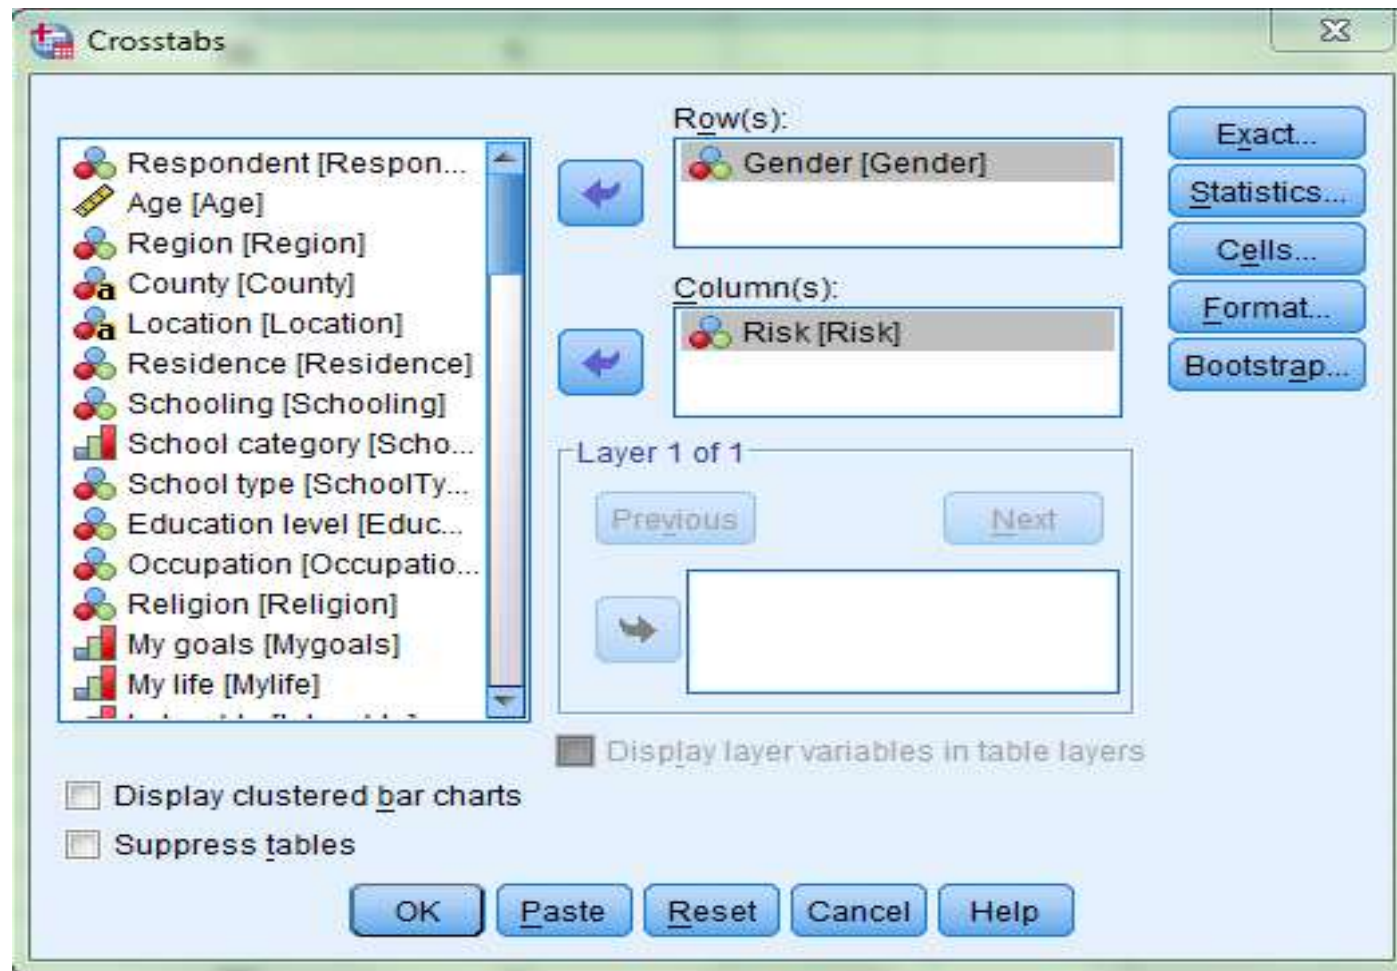 Crosstabs
Respondent [Respon...
Age [Age]
Region [Region]
County [County]
Location [Location]
Residence [Residence]
Schooling [Schooling]
School category [Scho...
School type [SchoolTy...
Education level [Educ...
Occupation [Occupatio...
Religion [Religion]
My goals [Mygoals]
My life [Mylife]
Row(s):
Gender [Gender]
Column(s):
Risk [Risk]
Layer 1 of 1
Previous
Next
Display layer variables in table layers
Exact...
Statistics...
Cells...
Format...
Bootstrap...
Display clustered bar charts
Suppress tables
OK
Paste
Reset
Cancel
Help